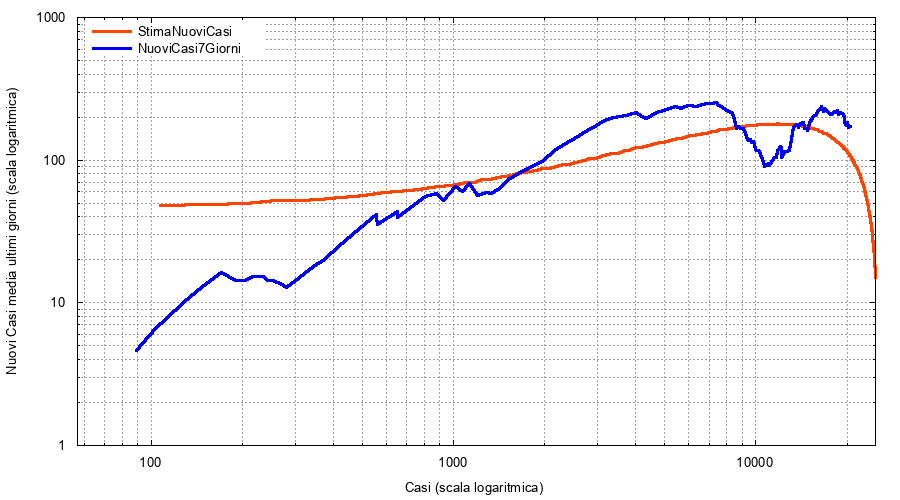 1000
StimaNuoviCasi
NuoviCasi7Giorni
100
10
1
100
1000
10000
Nuovi Casi media ultimi giorni (scala logaritmica)
Casi (scala logaritmica)